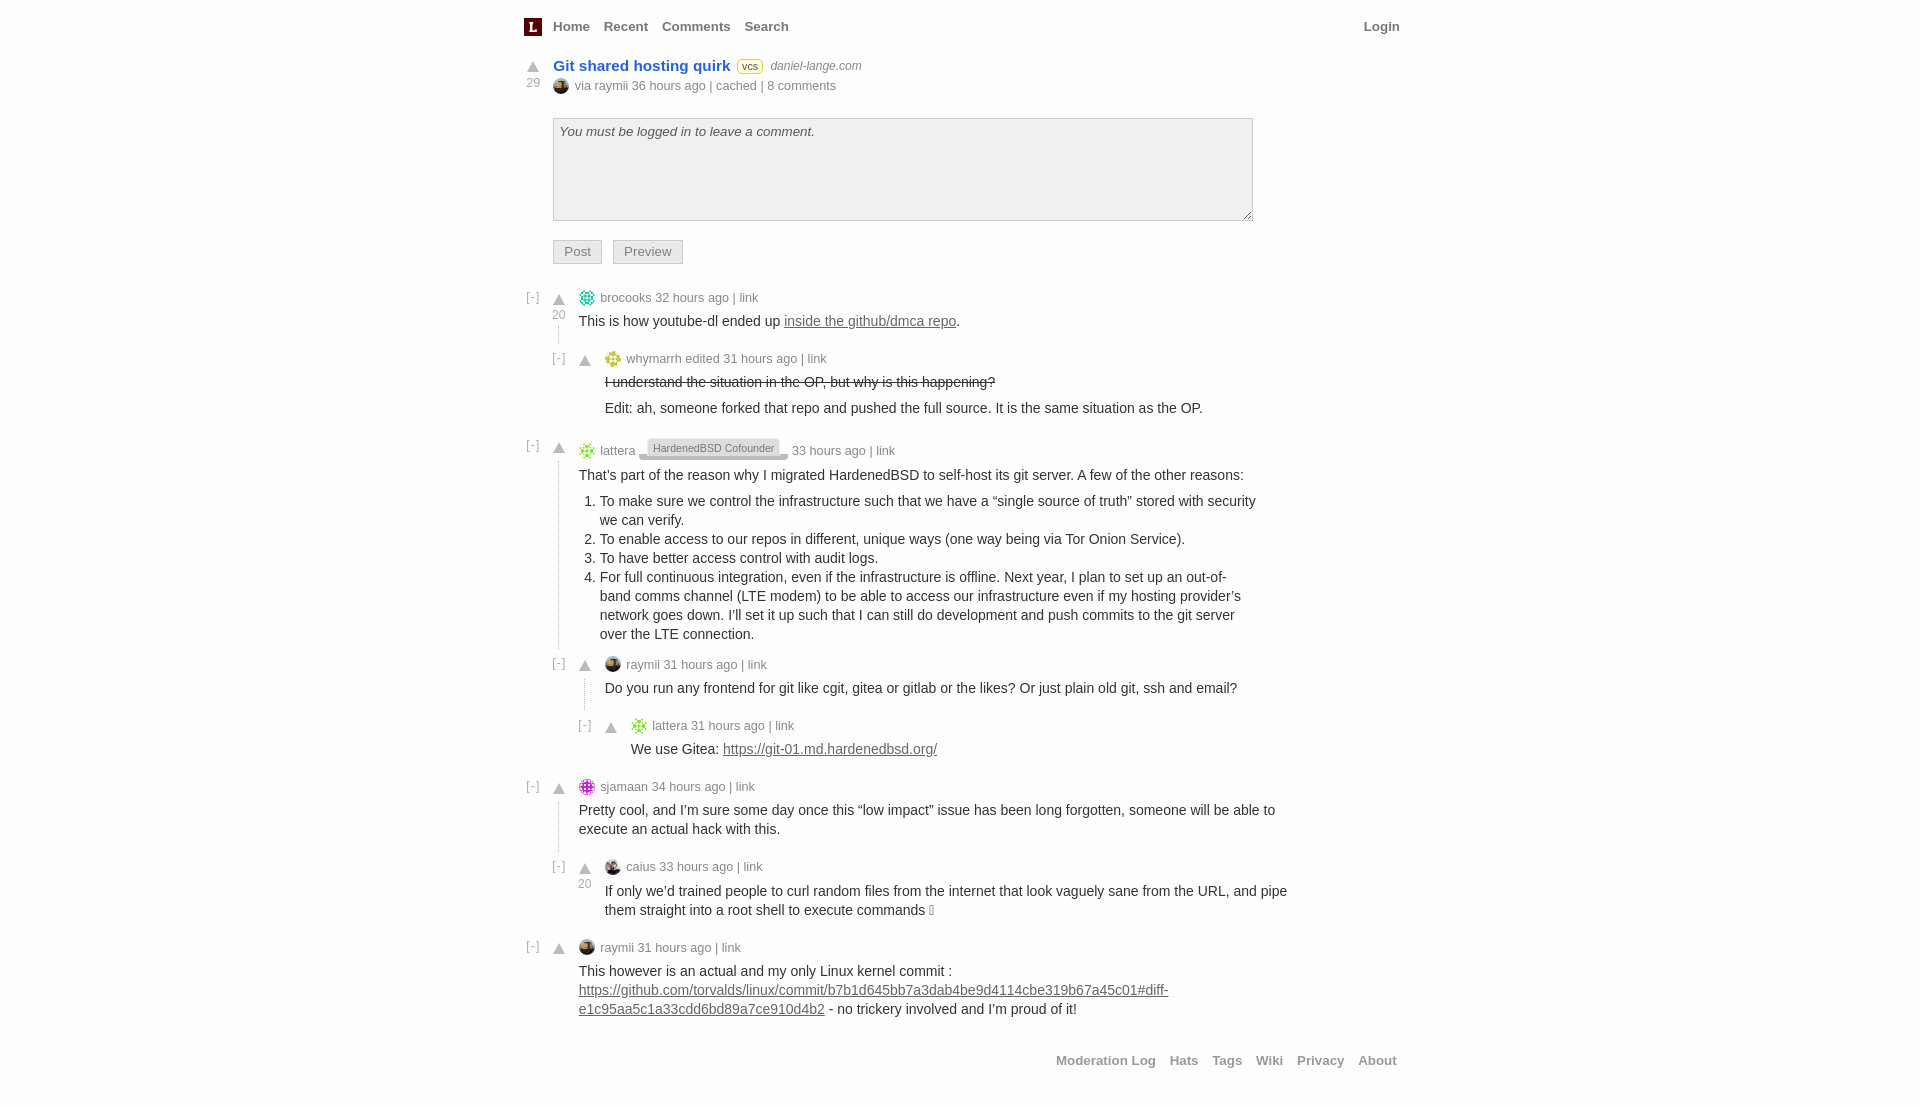 L Home Recent Comments Search Login
Git shared hosting quirk vcs daniel-lange.com
29
via raymii 36 hours ago | cached | 8 comments
You must be logged in to leave a comment.
Post Preview
[-] brocooks 32 hours ago | link
20
This is how youtube-dl ended up inside the github/dmca repo.
[-] whymarrh edited 31 hours ago | link
I understand the situation in the OP, but why is this happening?
Edit: ah, someone forked that repo and pushed the full source. It is the same situation as the OP.
[-] lattera HardenedBSD Cofounder 33 hours ago | link
That’s part of the reason why I migrated HardenedBSD to self-host its git server. A few of the other reasons:
1. To make sure we control the infrastructure such that we have a “single source of truth” stored with security
we can verify.
2. To enable access to our repos in different, unique ways (one way being via Tor Onion Service).
3. To have better access control with audit logs.
4. For full continuous integration, even if the infrastructure is offline. Next year, I plan to set up an out-of-
band comms channel (LTE modem) to be able to access our infrastructure even if my hosting provider’s
network goes down. I’ll set it up such that I can still do development and push commits to the git server
over the LTE connection.
[-] raymii 31 hours ago | link
Do you run any frontend for git like cgit, gitea or gitlab or the likes? Or just plain old git, ssh and email?
[-] lattera 31 hours ago | link
We use Gitea: https://git-01.md.hardenedbsd.org/
[-] sjamaan 34 hours ago | link
Pretty cool, and I’m sure some day once this “low impact” issue has been long forgotten, someone will be able to
execute an actual hack with this.
[-] caius 33 hours ago | link
20
If only we’d trained people to curl random files from the internet that look vaguely sane from the URL, and pipe
them straight into a root shell to execute commands
[-] raymii 31 hours ago | link
This however is an actual and my only Linux kernel commit :
https://github.com/torvalds/linux/commit/b7b1d645bb7a3dab4be9d4114cbe319b67a45c01#diff-
e1c95aa5c1a33cdd6bd89a7ce910d4b2 - no trickery involved and I’m proud of it!
Moderation Log Hats Tags Wiki Privacy About